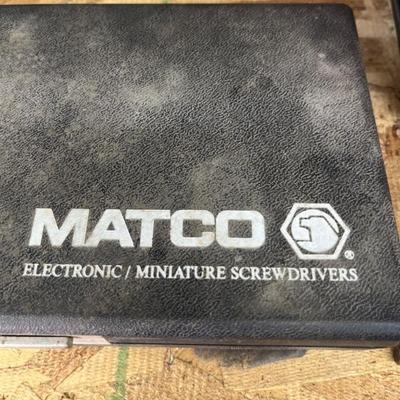 MATCO ®
ELECTRONIC / MINIATURE SCREWDRIVERS